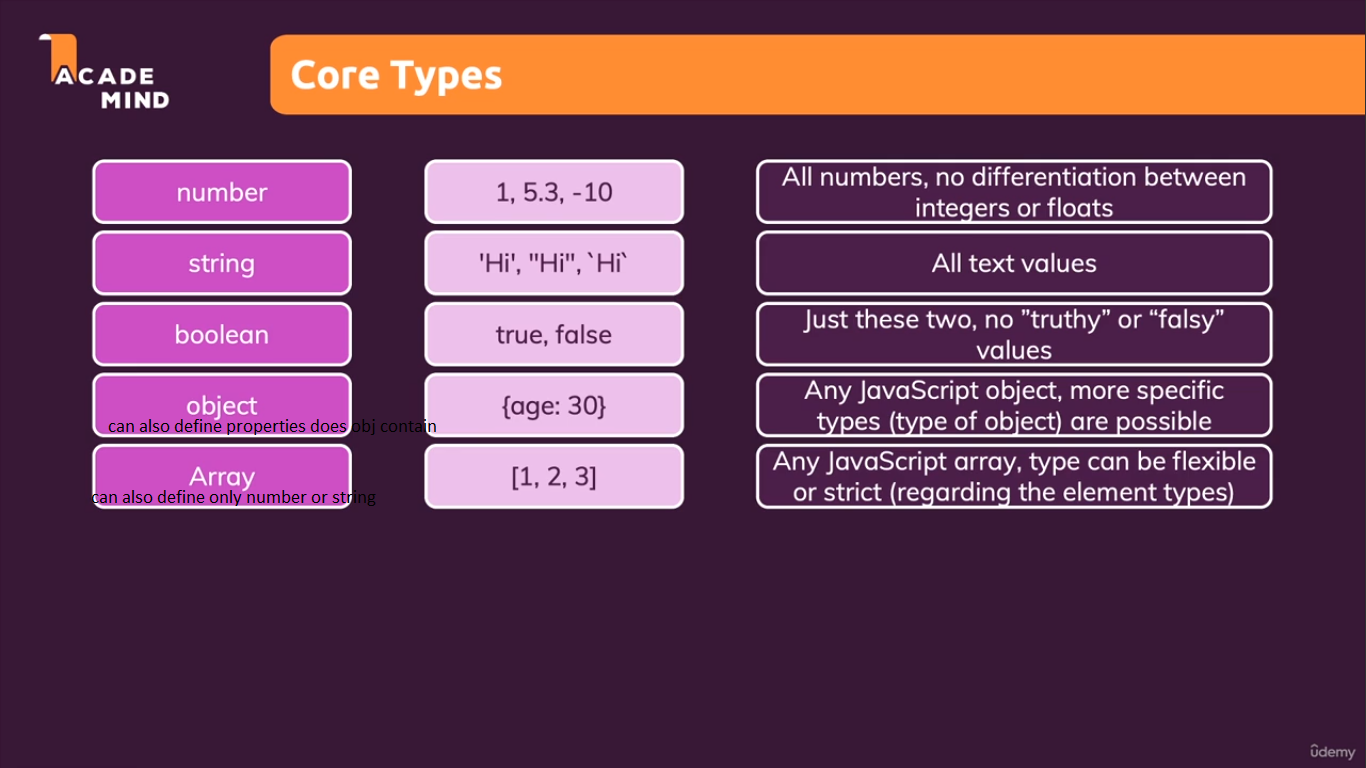 ACADE
MIND
Core Types
number
1, 5.3, -10
All numbers, no differentiation between
integers or floats
string
'Hi', "Hi", `Hi`
All text values
boolean
true, false
Just these two, no ”truthy” or “falsy”
values
object
can also define properties does obj contain
{age: 30}
Any JavaScript object, more specific
types (type of object) are possible
Array
can also define only number or string
[1, 2, 3]
Any JavaScript array, type can be flexible
or strict (regarding the element types)
ûdemy